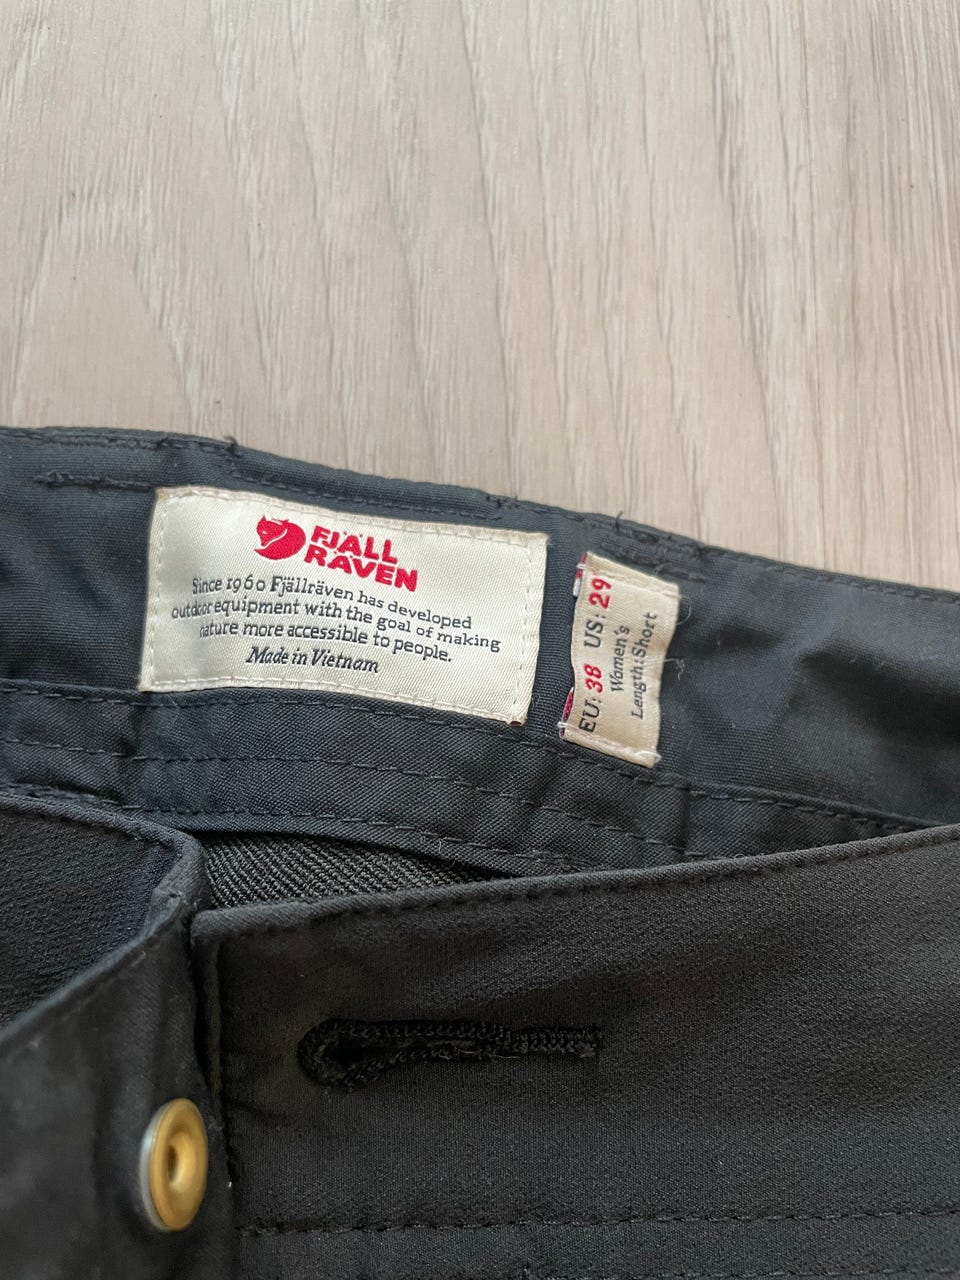 FJÄLL
RÄVEN
Since 1960 Fjällräven has developed
outdoor equipment with the goal of making
nature more accessible to people.
Made in Vietnam
EU: 38 US: 29
Women's
Length: Short